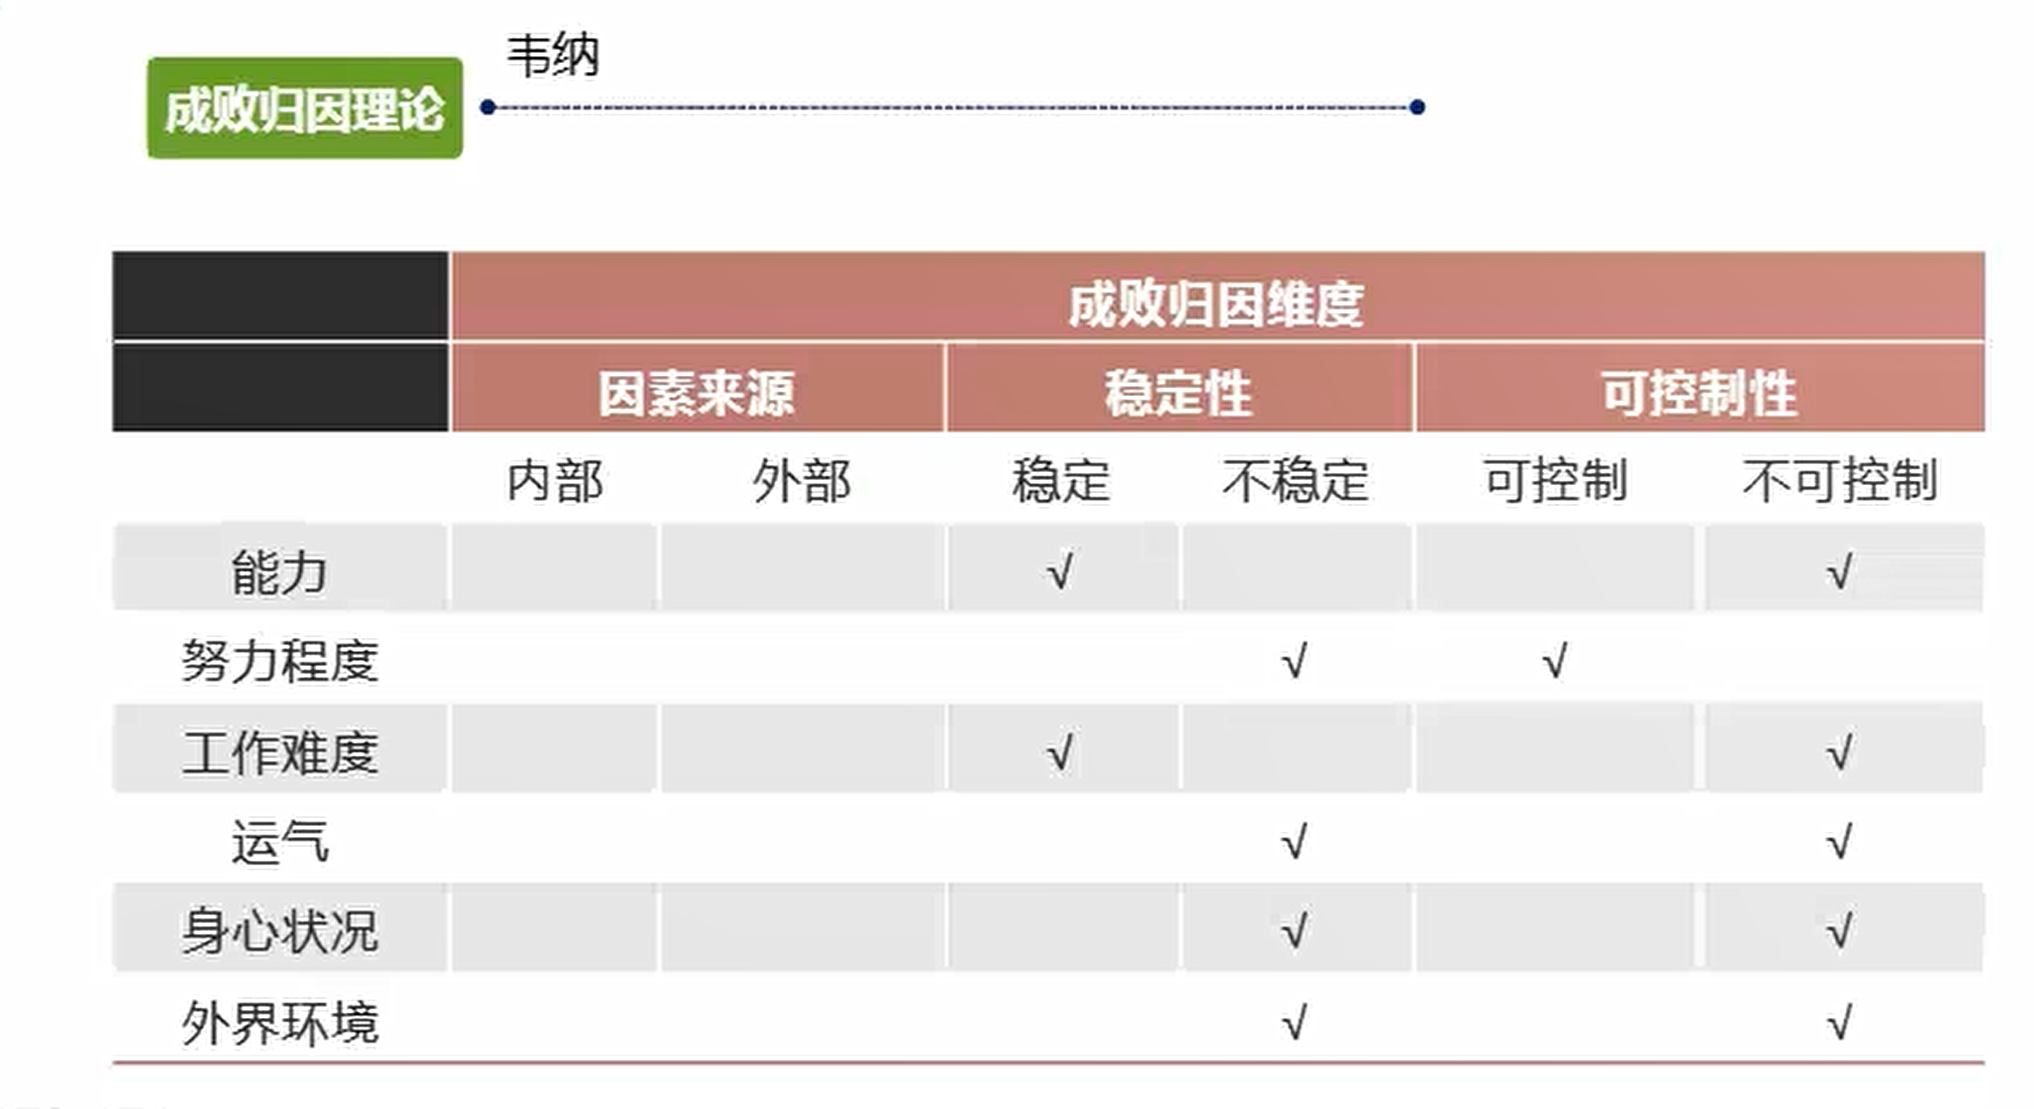 韦纳
成败归因理论
成败归因维度
因素来源 稳定性 可控制性
内部 外部 稳定 不稳定 可控制 不可控制
能力 √ √
努力程度 √ √
工作难度 √ √
运气 √ √
身心状况 √ √
外界环境 √ √